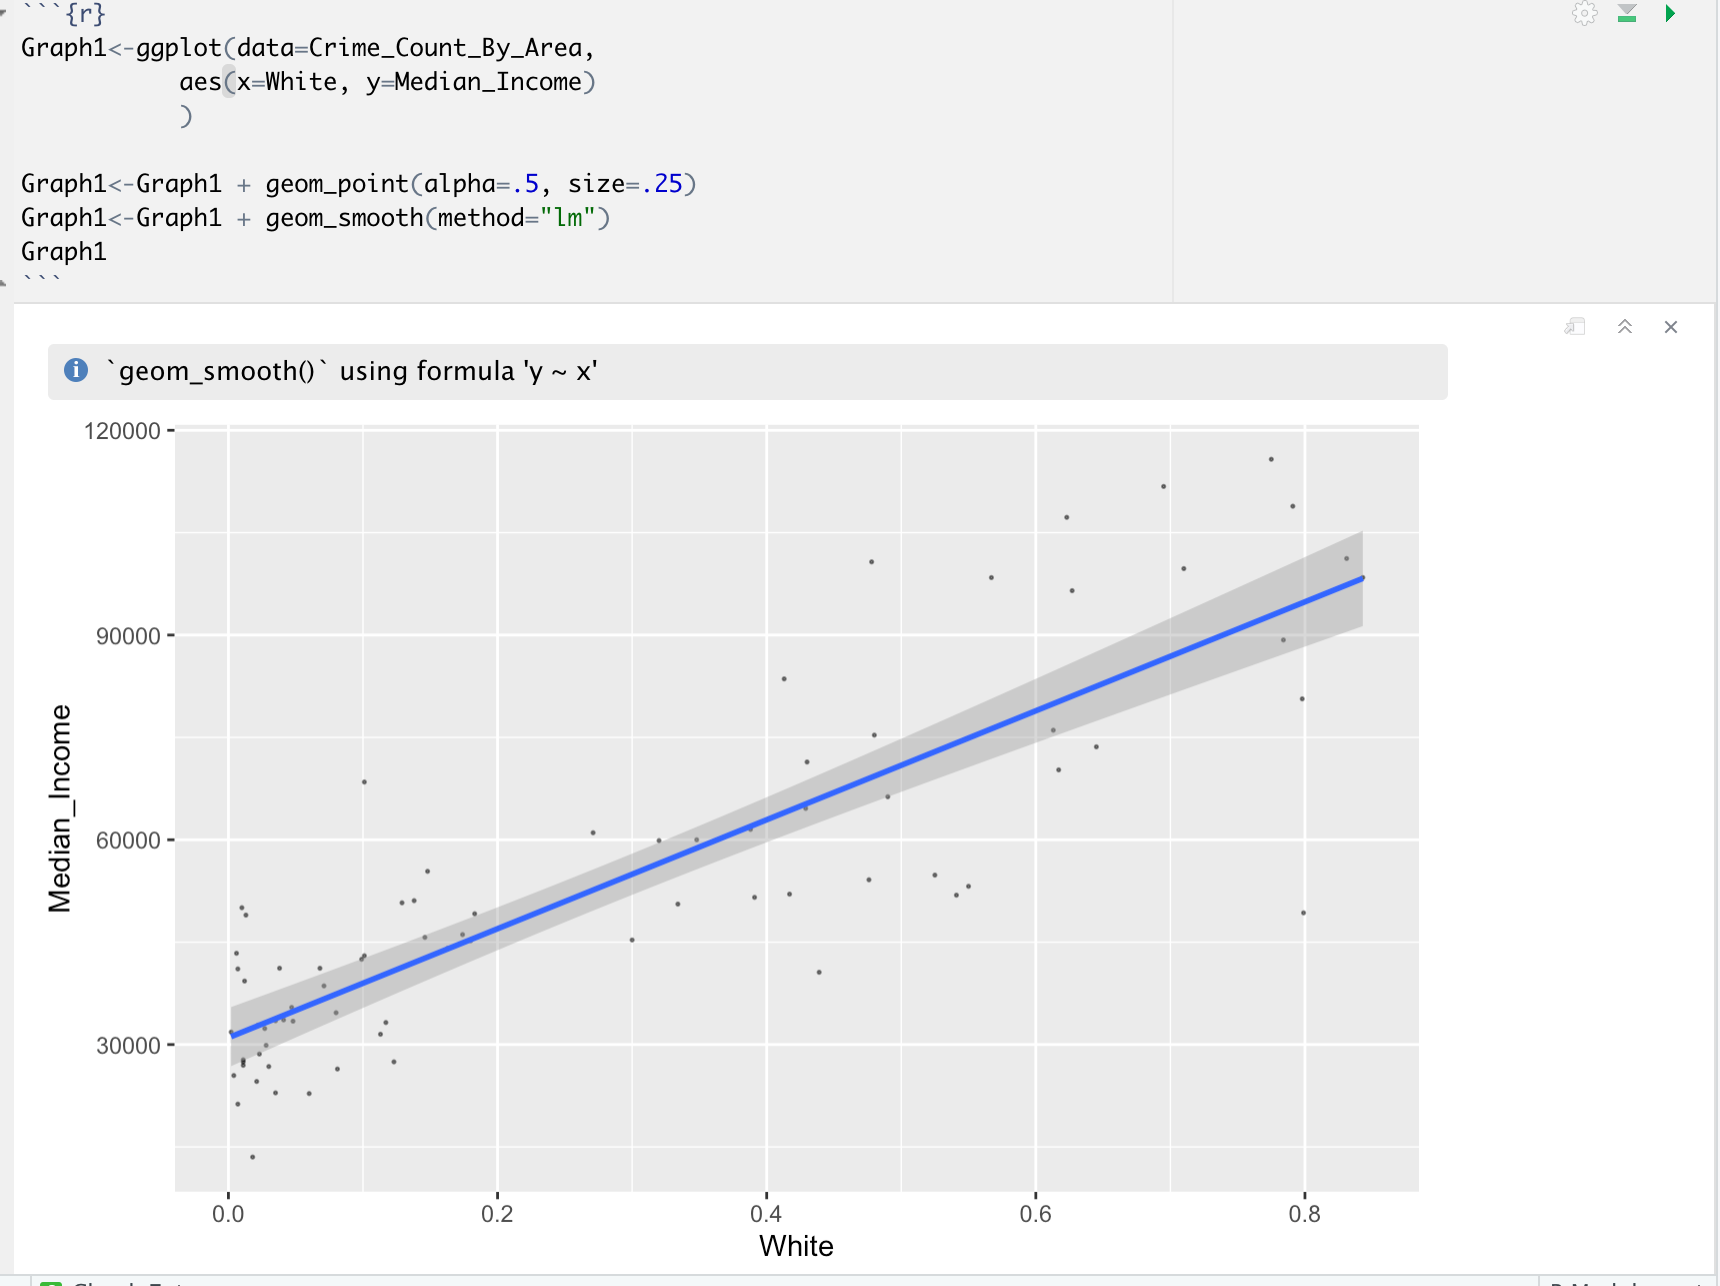 ```{r}
Graph1<-ggplot(data=Crime_Count_By_Area,
aes(x=White, y=Median_Income)
)
Graph1<-Graph1 + geom_point(alpha=.5, size=.25)
Graph1<-Graph1 + geom_smooth(method="lm")
Graph1
```
`geom_smooth()` using formula 'y ~ x'
120000
90000
60000
30000
Median_Income
0.0 0.2 0.4 0.6 0.8
White